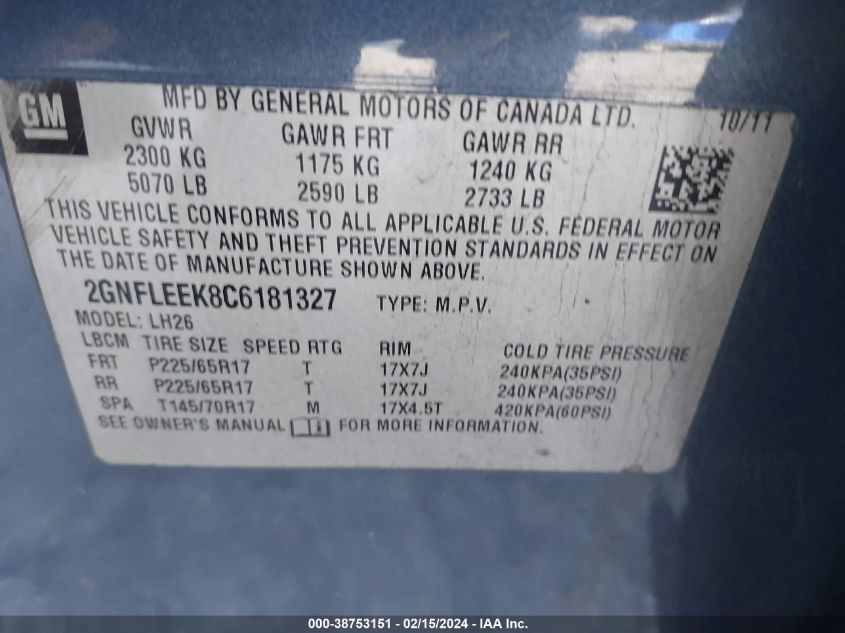 GM
MFD BY GENERAL MOTORS OF CANADA LTD. 10/11
GVWR GAWR FRT GAWR RR
2300 KG 1175 KG 1240 KG
5070 LB 2590 LB 2733 LB
THIS VEHICLE CONFORMS TO ALL APPLICABLE U.S. FEDERAL MOTOR
VEHICLE SAFETY AND THEFT PREVENTION STANDARDS IN EFFECT ON
THE DATE OF MANUFACTURE SHOWN ABOVE.
2GNFLEEK8C6181327 TYPE: M.P.V.
MODEL: LH26
LBCM TIRE SIZE SPEED RTG RIM COLD TIRE PRESSURE
FRT P225/65R17 T 17X7J 240KPA(35PSI)
RR P225/65R17 T 17X7J 240KPA(35PSI)
SPA T145/70R17 M 17X4.5T 420KPA(60PSI)
SEE OWNER'S MANUAL FOR MORE INFORMATION.
000-38753151 - 02/15/2024 - IAA Inc.